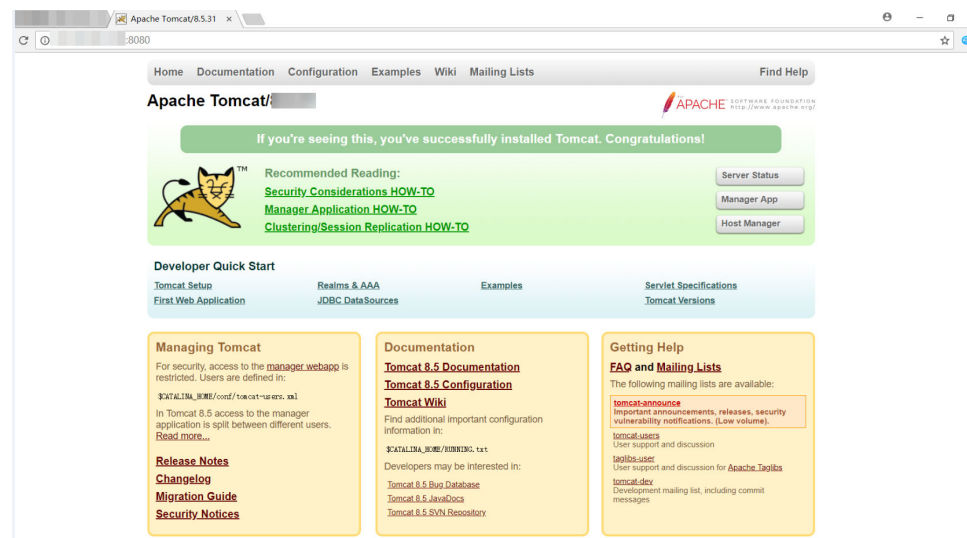 Apache Tomcat/8.5.31
:8080
Home Documentation Configuration Examples Wiki Mailing Lists Find Help
Apache Tomcat/
APACHE SOFTWARE FOUNDATION
http://www.apache.org/
If you're seeing this, you've successfully installed Tomcat. Congratulations!
TM
Recommended Reading:
Security Considerations HOW-TO
Manager Application HOW-TO
Clustering/Session Replication HOW-TO
Server Status
Manager App
Host Manager
Developer Quick Start
Tomcat Setup
First Web Application
Realms & AAA
JDBC DataSources
Examples
Servlet Specifications
Tomcat Versions
Managing Tomcat
For security, access to the manager webapp is
restricted. Users are defined in:
$CATALINA_HOME/conf/tomcat-users.xml
In Tomcat 8.5 access to the manager
application is split between different users.
Read more...
Release Notes
Changelog
Migration Guide
Security Notices
Documentation
Tomcat 8.5 Documentation
Tomcat 8.5 Configuration
Tomcat Wiki
Find additional important configuration
information in:
$CATALINA_HOME/RUNNING.txt
Developers may be interested in:
Tomcat 8.5 Bug Database
Tomcat 8.5 JavaDocs
Tomcat 8.5 SVN Repository
Getting Help
FAQ and Mailing Lists
The following mailing lists are available:
tomcat-announce
Important announcements, releases, security
vulnerability notifications. (Low volume).
tomcat-users
User support and discussion
taglibs-user
User support and discussion for Apache Taglibs
tomcat-dev
Development mailing list, including commit
messages